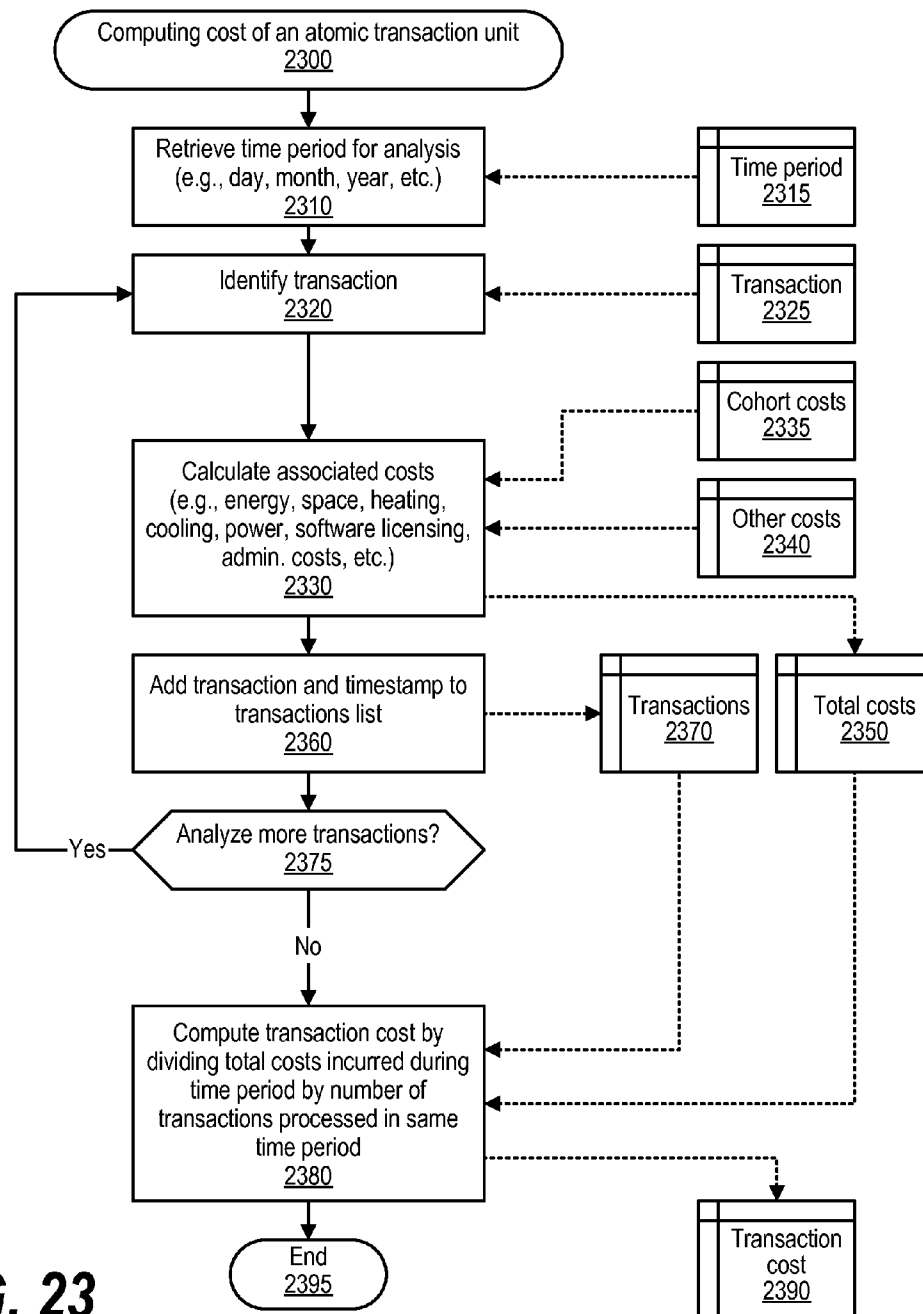 Computing cost of an atomic transaction unit
2300
Retrieve time period for analysis
(e.g., day, month, year, etc.)
2310
Time period
2315
Identify transaction
2320
Transaction
2325
Cohort costs
2335
Calculate associated costs
(e.g., energy, space, heating,
cooling, power, software licensing,
admin. costs, etc.)
2330
Other costs
2340
Add transaction and timestamp to
transactions list
2360
Transactions
2370
Total costs
2350
Analyze more transactions?
2375
Yes
No
Compute transaction cost by
dividing total costs incurred during
time period by number of
transactions processed in same
time period
2380
Transaction
cost
2390
End
2395
G. 23